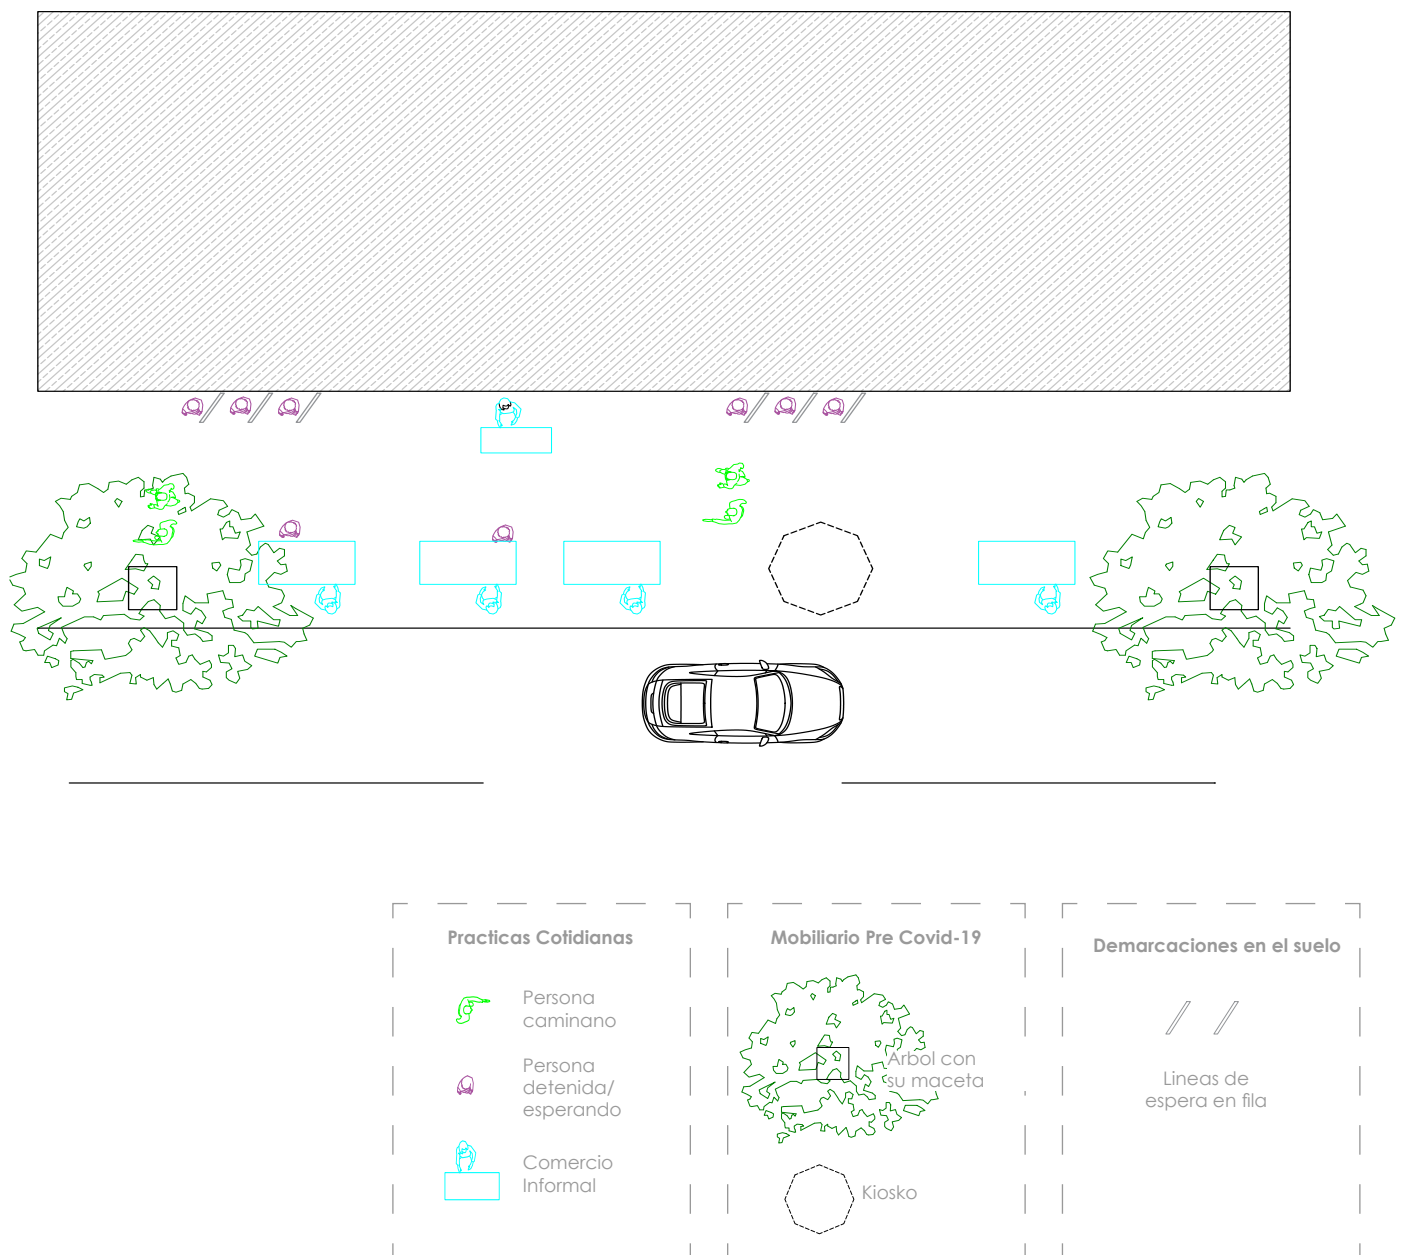 Practicas Cotidianas
Persona
caminano
Persona
detenida/
esperando
Comercio
Informal
Mobiliario Pre Covid-19
Arbol con
su maceta
Kiosko
Demarcaciones en el suelo
Lineas de
espera en fila